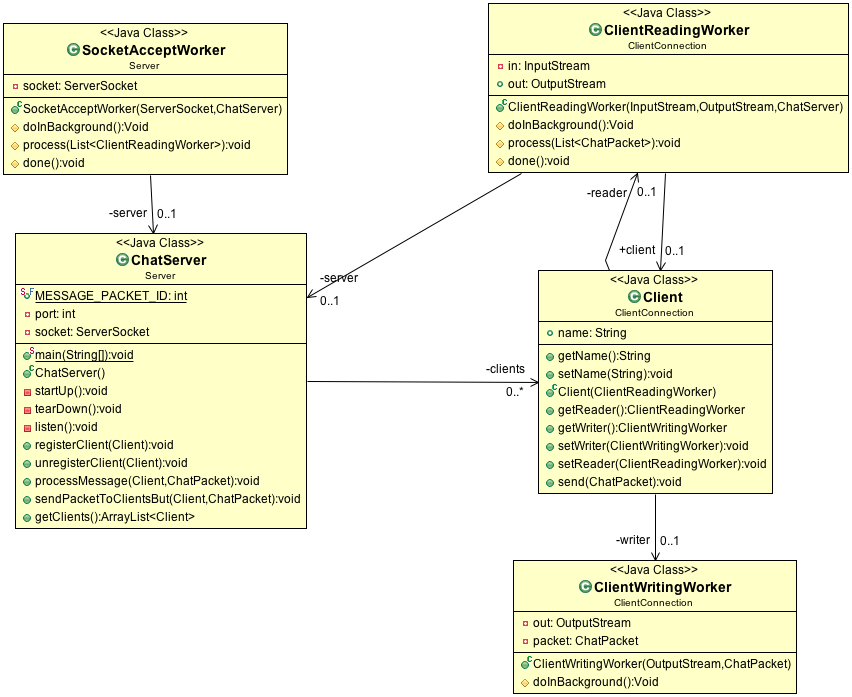 <<Java Class>>
SocketAcceptWorker
Server
socket: ServerSocket
SocketAcceptWorker(ServerSocket,ChatServer)
doInBackground():Void
process(List<ClientReadingWorker>):void
done():void
<<Java Class>>
ClientReadingWorker
ClientConnection
in: InputStream
out: OutputStream
ClientReadingWorker(InputStream,OutputStream,ChatServer)
doInBackground():Void
process(List<ChatPacket>):void
done():void
-server 0..1
-reader 0..1
+client 0..1
-server
0..1
<<Java Class>>
ChatServer
Server
MESSAGE_PACKET_ID: int
port: int
socket: ServerSocket
main(String[]):void
ChatServer()
startUp():void
tearDown():void
listen():void
registerClient(Client):void
unregisterClient(Client):void
processMessage(Client,ChatPacket):void
sendPacketToClientsBut(Client,ChatPacket):void
getClients():ArrayList<Client>
-clients
0..*
<<Java Class>>
Client
ClientConnection
name: String
getName():String
setName(String):void
Client(ClientReadingWorker)
getReader():ClientReadingWorker
getWriter():ClientWritingWorker
setWriter(ClientWritingWorker):void
setReader(ClientReadingWorker):void
send(ChatPacket):void
-writer 0..1
<<Java Class>>
ClientWritingWorker
ClientConnection
out: OutputStream
packet: ChatPacket
ClientWritingWorker(OutputStream,ChatPacket)
doInBackground():Void